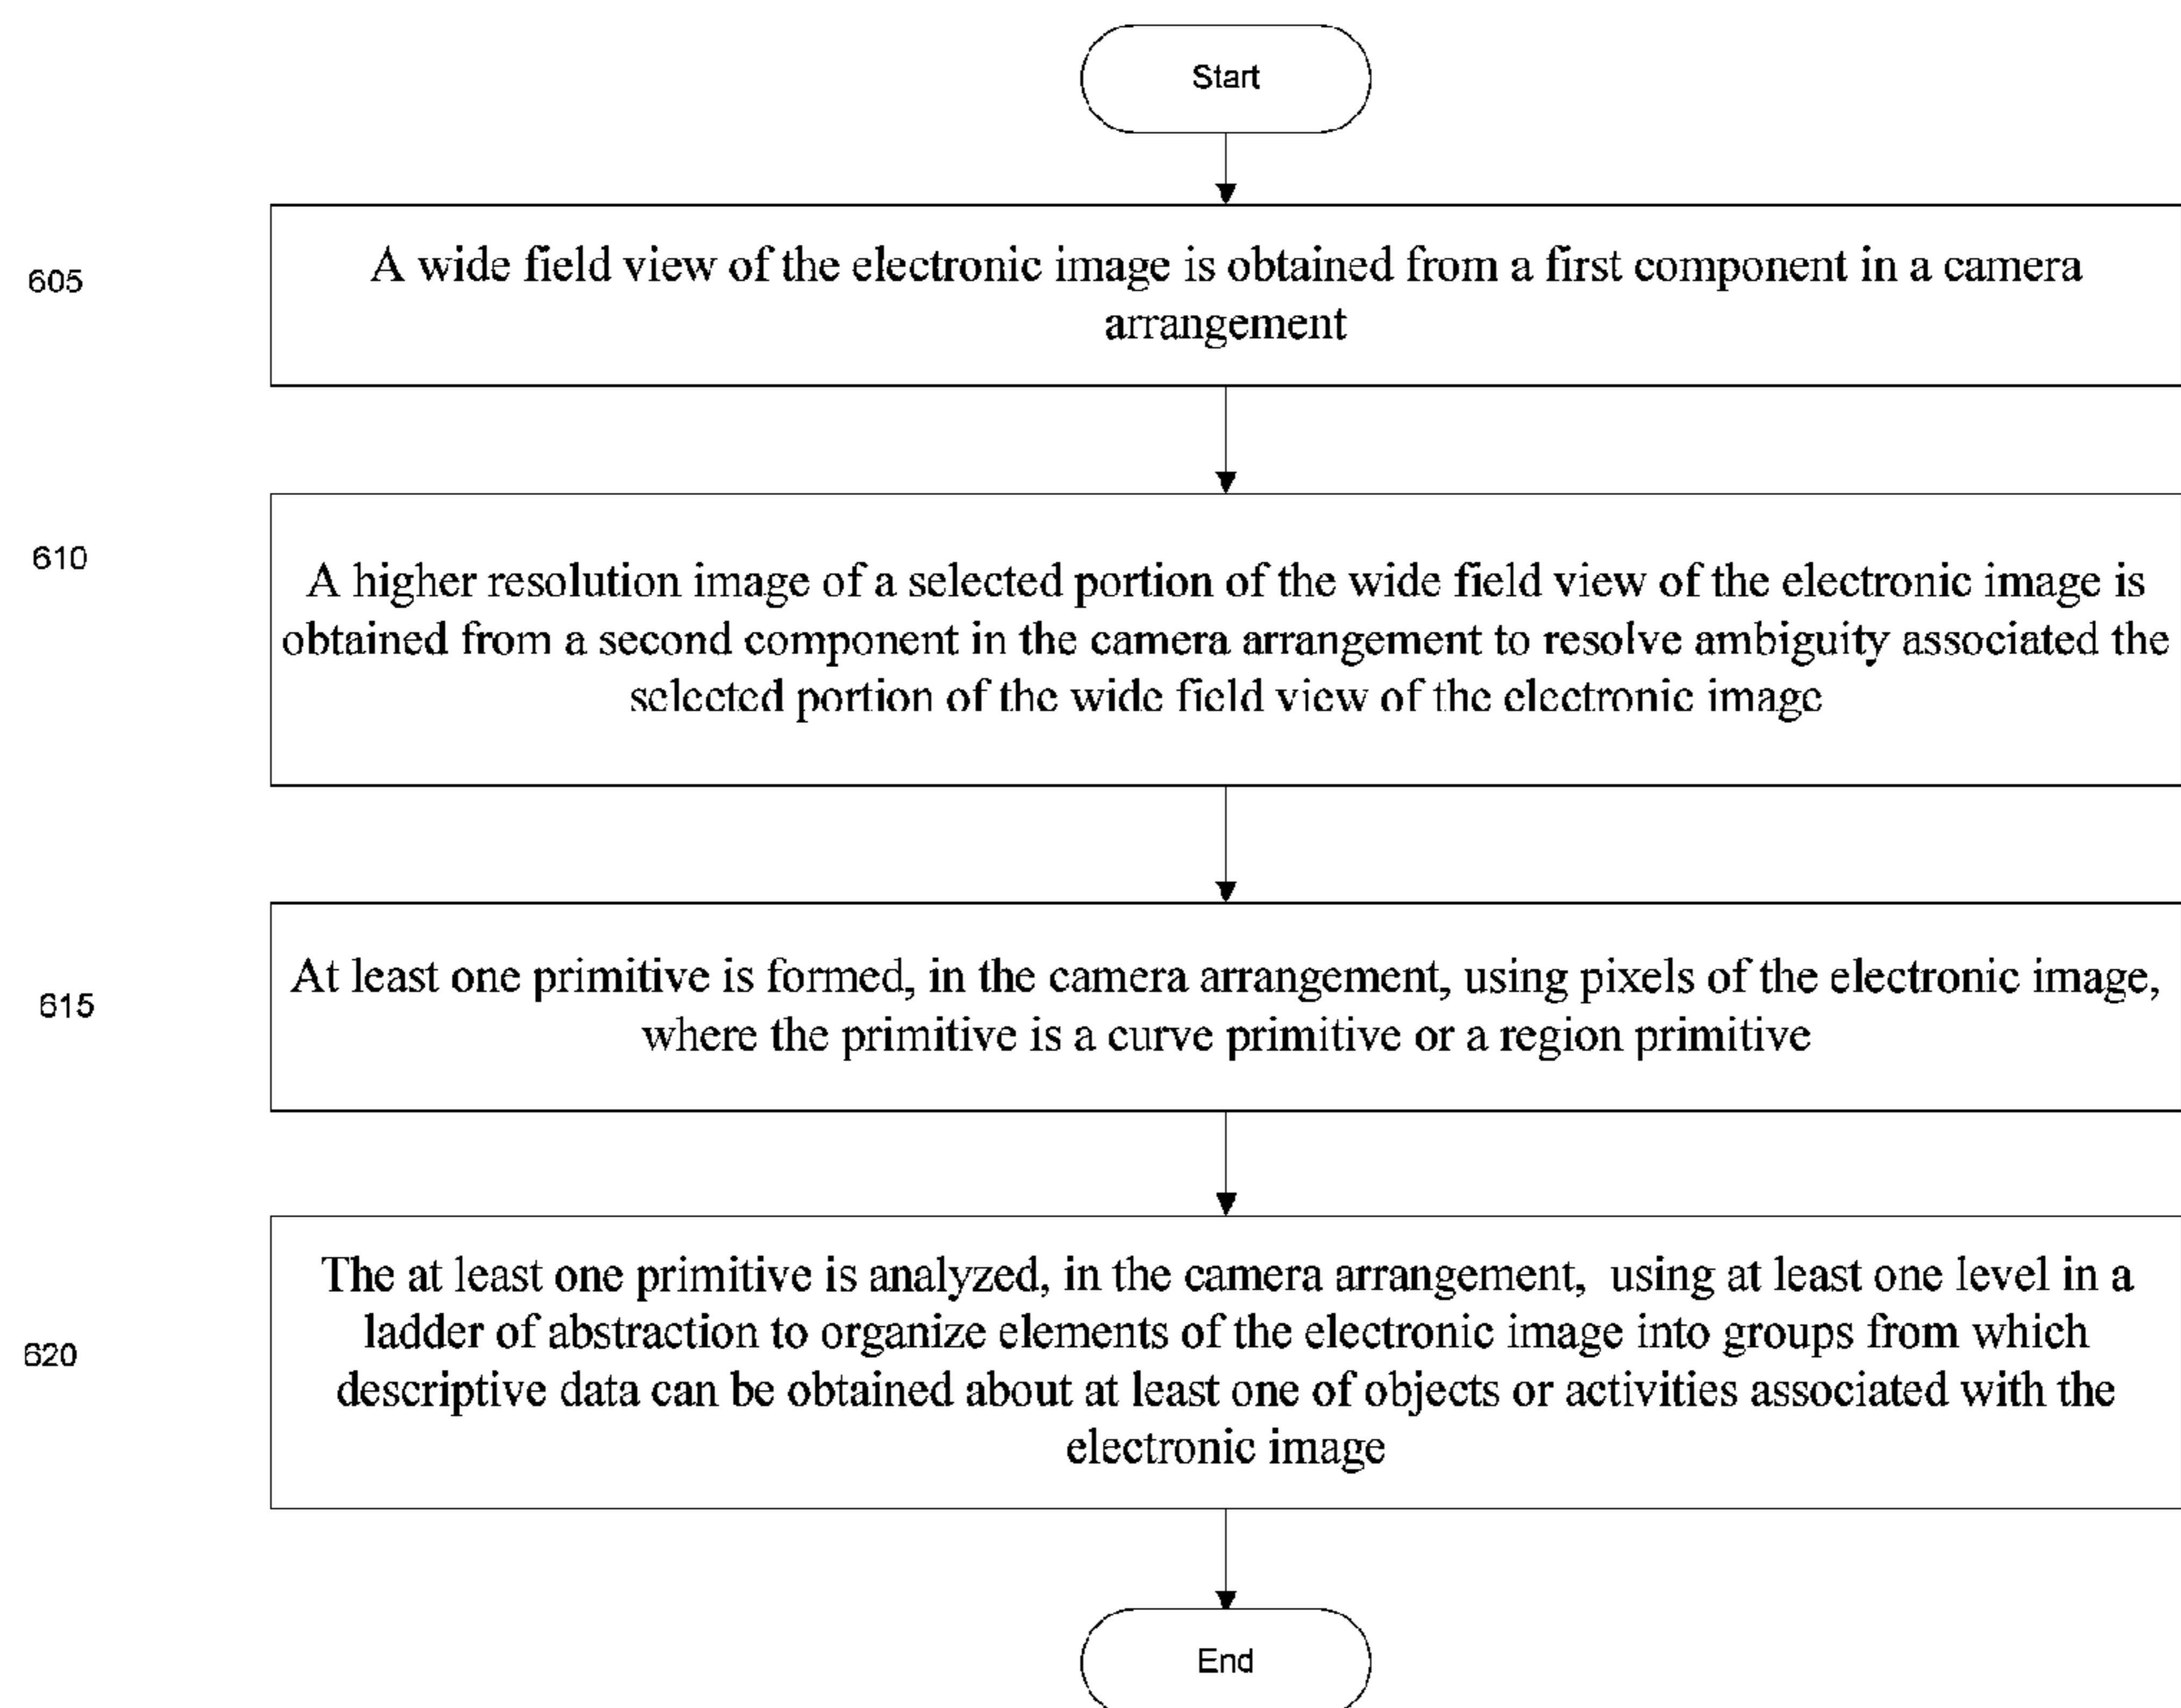 Start
605
A wide field view of the electronic image is obtained from a first component in a camera
arrangement
610
A higher resolution image of a selected portion of the wide field view of the electronic image is
obtained from a second component in the camera arrangement to resolve ambiguity associated the
selected portion of the wide field view of the electronic image
615
At least one primitive is formed, in the camera arrangement, using pixels of the electronic image,
where the primitive is a curve primitive or a region primitive
620
The at least one primitive is analyzed, in the camera arrangement, using at least one level in a
ladder of abstraction to organize elements of the electronic image into groups from which
descriptive data can be obtained about at least one of objects or activities associated with the
electronic image
End